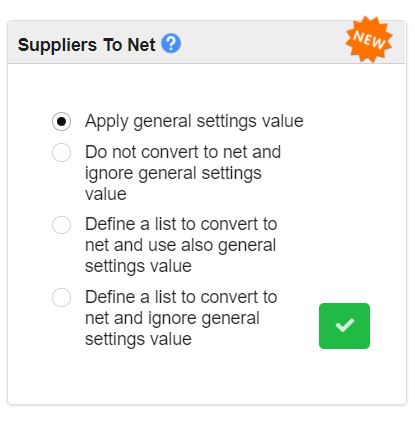 Suppliers To Net ?
NEW
Apply general settings value
Do not convert to net and
ignore general settings
value
Define a list to convert to
net and use also general
settings value
Define a list to convert to
net and ignore general
settings value